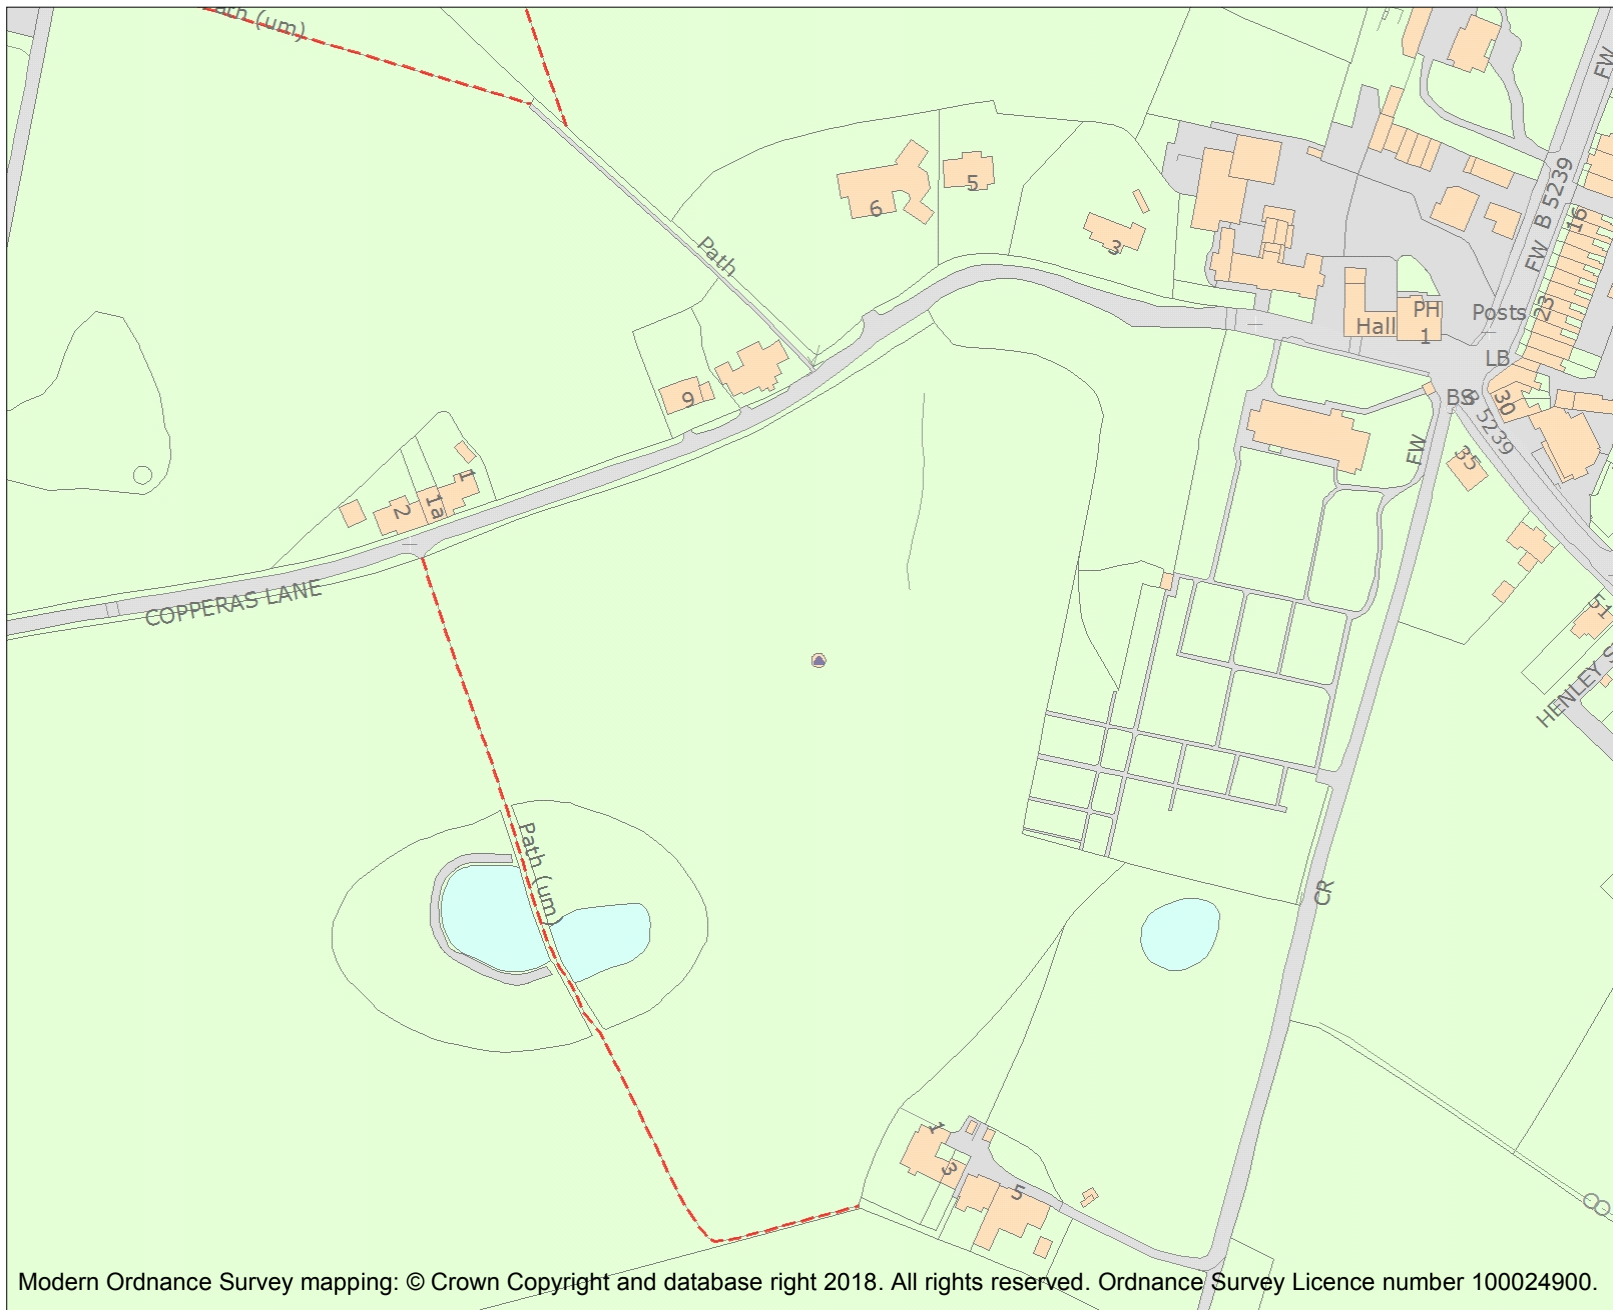 Path (um)
FW
5
6
3
B 5239
16
FW
Path
23
PH
Posts
Hall
1
LB
9
BS
30
B 5239
FW
35
1
1a
2
COPPERAS LANE
51
HENLEY S
Path (um)
CR
1
3
5
Modern Ordnance Survey mapping: © Crown Copyright and database right 2018. All rights reserved. Ordnance Survey Licence number 100024900.